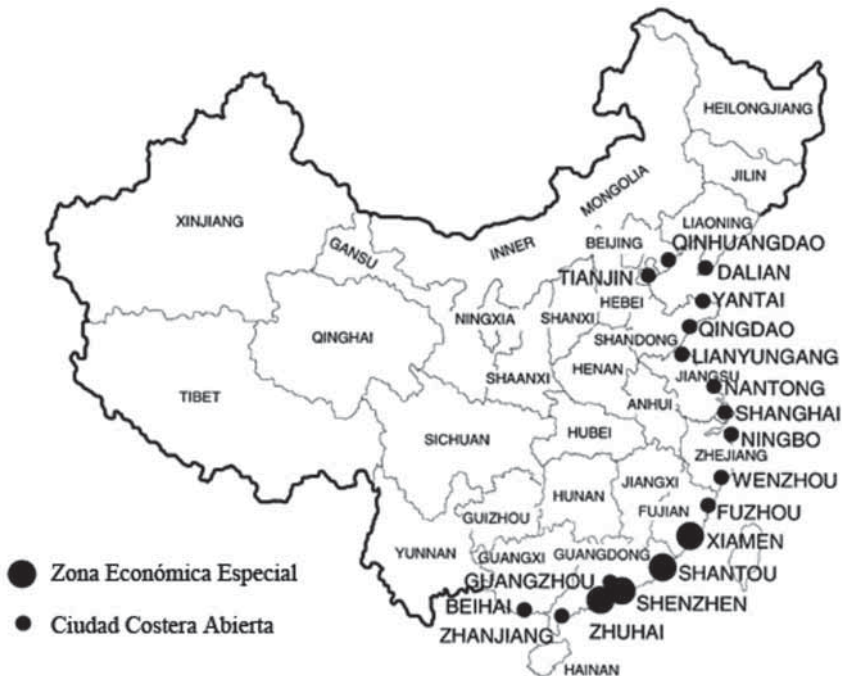 HEILONGJIANG
JILIN
MONGOLIA
LIAONING
XINJIANG
INNER
BEIJING
QINHUANGDAO
GANSU
TIANJIN
DALIAN
HEBEI
YANTAI
NINGXIA
SHANXI
QINGDAO
QINGHAI
SHANDONG
LIANYUNGANG
HENAN
JIANGSU
SHAANXI
NANTONG
TIBET
ANHUI
SHANGHAI
SICHUAN
HUBEI
NINGBO
ZHEJIANG
WENZHOU
JIANGXI
HUNAN
FUZHOU
GUIZHOU
FUJIAN
XIAMEN
YUNNAN
GUANGXI
GUANGDONG
SHANTOU
Zona Económica Especial
GUANGZHOU
SHENZHEN
BEIHAI
Ciudad Costera Abierta
ZHANJIANG
ZHUHAI
HAINAN